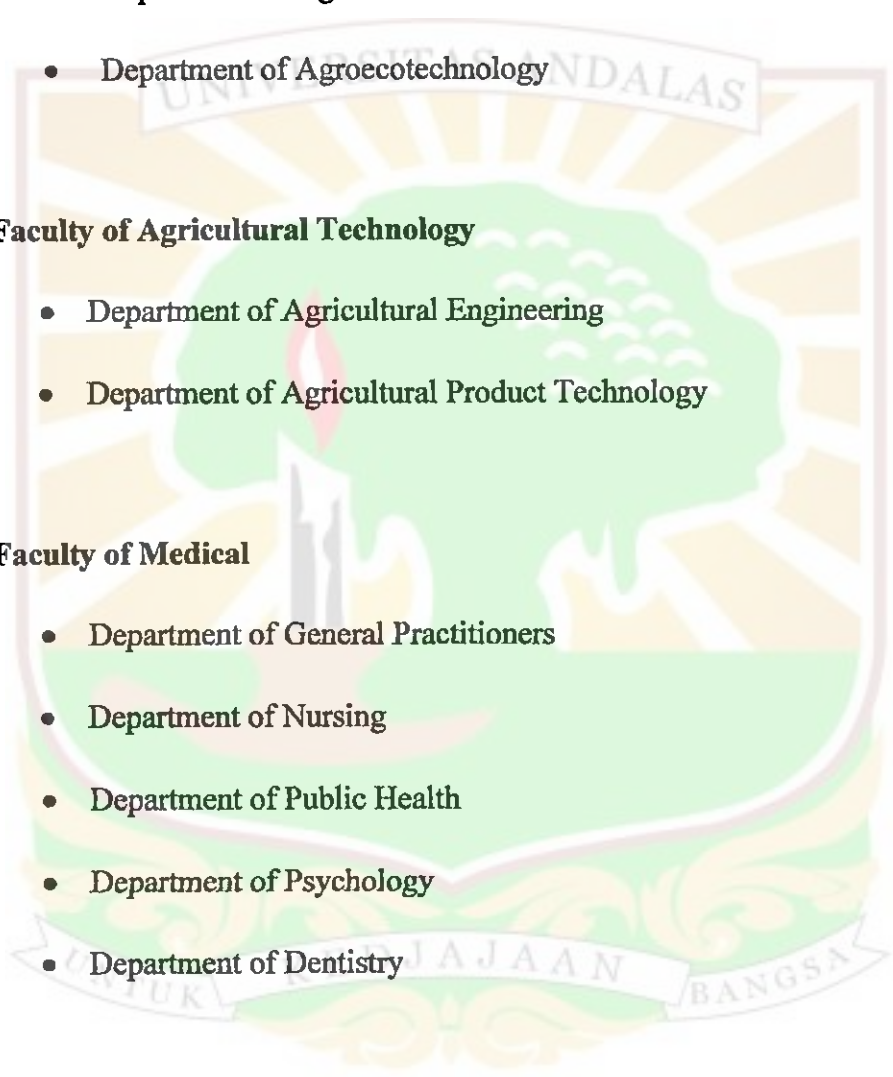 • Department of Agroecotechnology
UNIVERSITAS ANDALAS
Faculty of Agricultural Technology
• Department of Agricultural Engineering
• Department of Agricultural Product Technology
Faculty of Medical
• Department of General Practitioners
• Department of Nursing
• Department of Public Health
• Department of Psychology
• Department of Dentistry
UNTUK KEDJAJAAN BANGSA